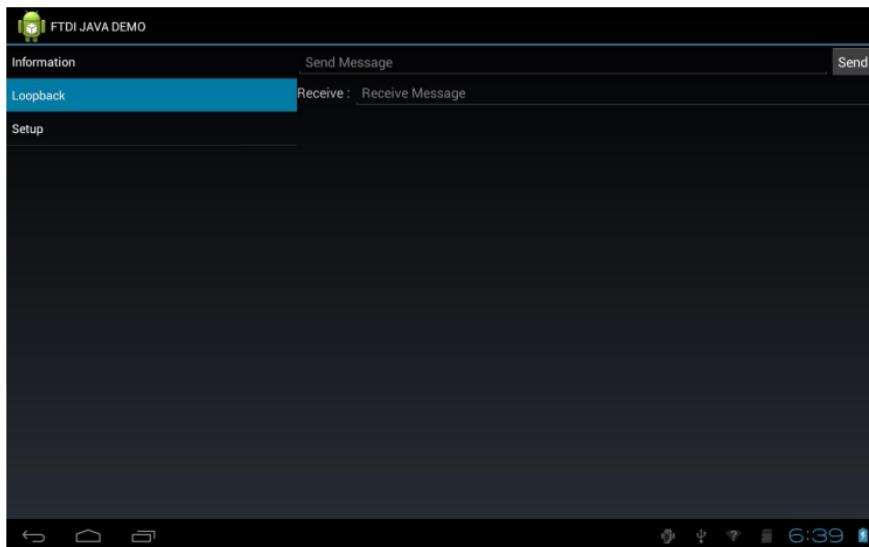 FTDI JAVA DEMO
Information
Send Message
Send
Loopback
Receive : Receive Message
Setup
6:39